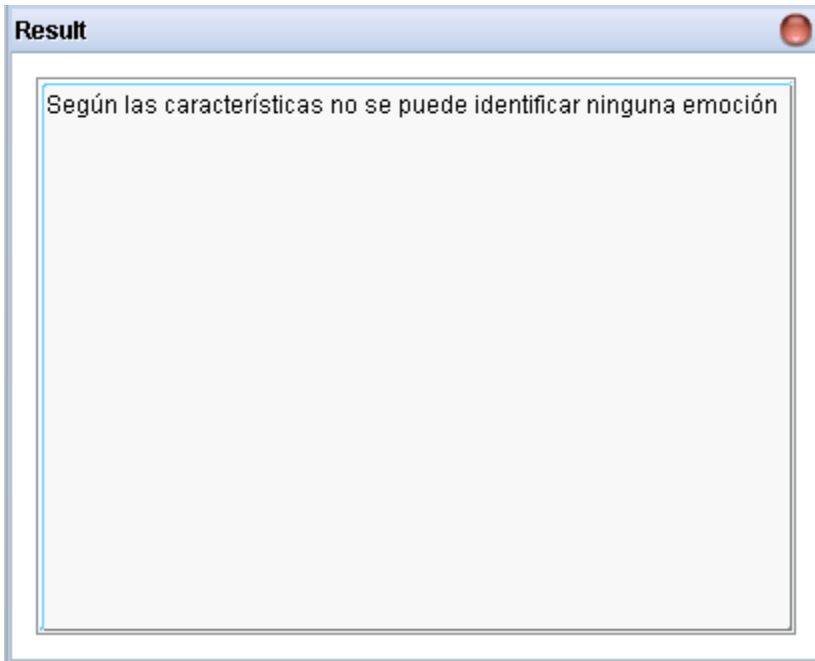 Result
Según las características no se puede identificar ninguna emoción